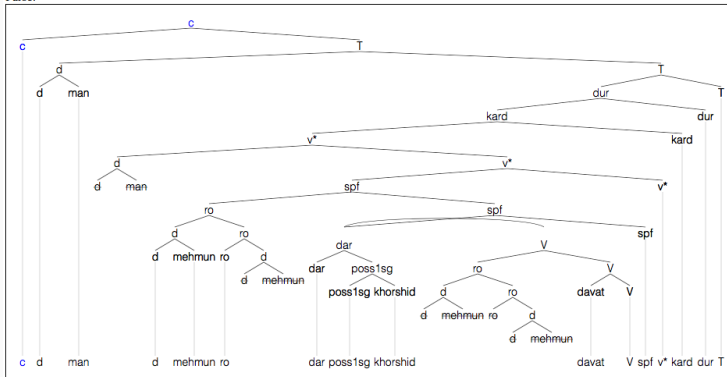 c
c T
d T
d man dur T
kard dur
v* kard
d v*
d man spf v*
ro spf
d ro dar V spf
d mehmun ro d dar poss1sg ro V
d mehmun poss1sg khorshid d ro davat V
d mehmun ro d
d mehmun
c d man d mehmun ro dar poss1sg khorshid davat V spf v* kard dur T